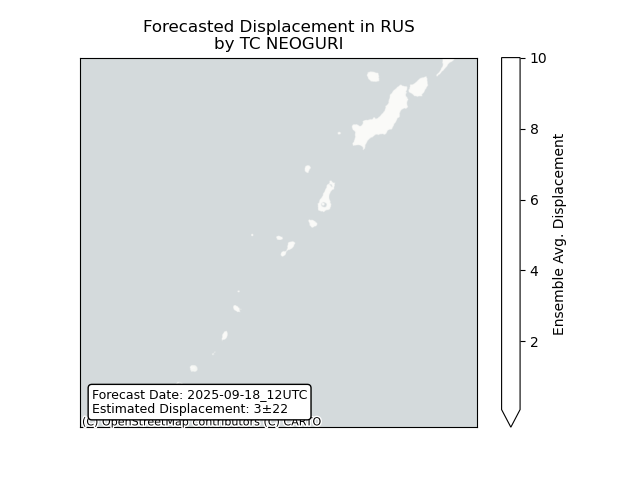 Forecasted Displacement in RUS
by TC NEOGURI
10
8
6
4
2
Ensemble Avg. Displacement
Forecast Date: 2025-09-18_12UTC
Estimated Displacement: 3±22
(C) OpenStreetMap contributors (C) CARTO